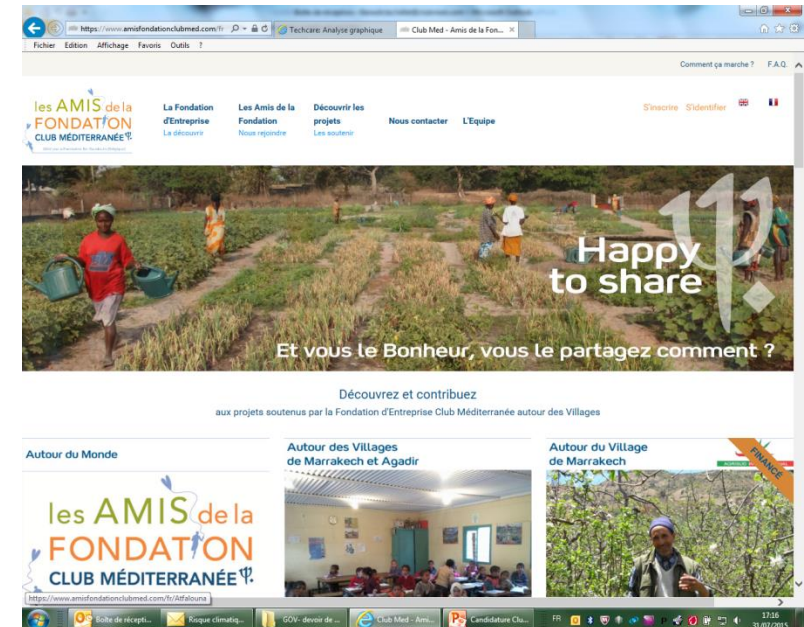 https://www.amisfondationclubmed.com/fr
Techcare: Analyse graphique
Club Med - Amis de la Fon...
Fichier Edition Affichage Favoris Outils ?
Comment ça marche ? F.A.Q.
les AMIS de la
FONDATION
CLUB MÉDITERRANÉE
La Fondation
d'Entreprise
La découvrir
Les Amis de la
Fondation
Nous rejoindre
Découvrir les
projets
Les soutenir
Nous contacter
L'Equipe
S'inscrire S'identifier
Happy
to share
Et vous le Bonheur, vous le partagez comment ?
Découvrez et contribuez
aux projets soutenus par la Fondation d'Entreprise Club Méditerranée autour des Villages
Autour du Monde
les AMIS de la
FONDATION
CLUB MÉDITERRANÉE
Autour des Villages
de Marrakech et Agadir
Autour du Village
de Marrakech
FINANCÉ
https://www.amisfondationclubmed.com/fr/Atfalouna
Boîte de récepti...
Risque climatiq...
GOV- devoir de ...
Club Med - Ami...
Candidature Clu...
FR
17:16
31/07/2015